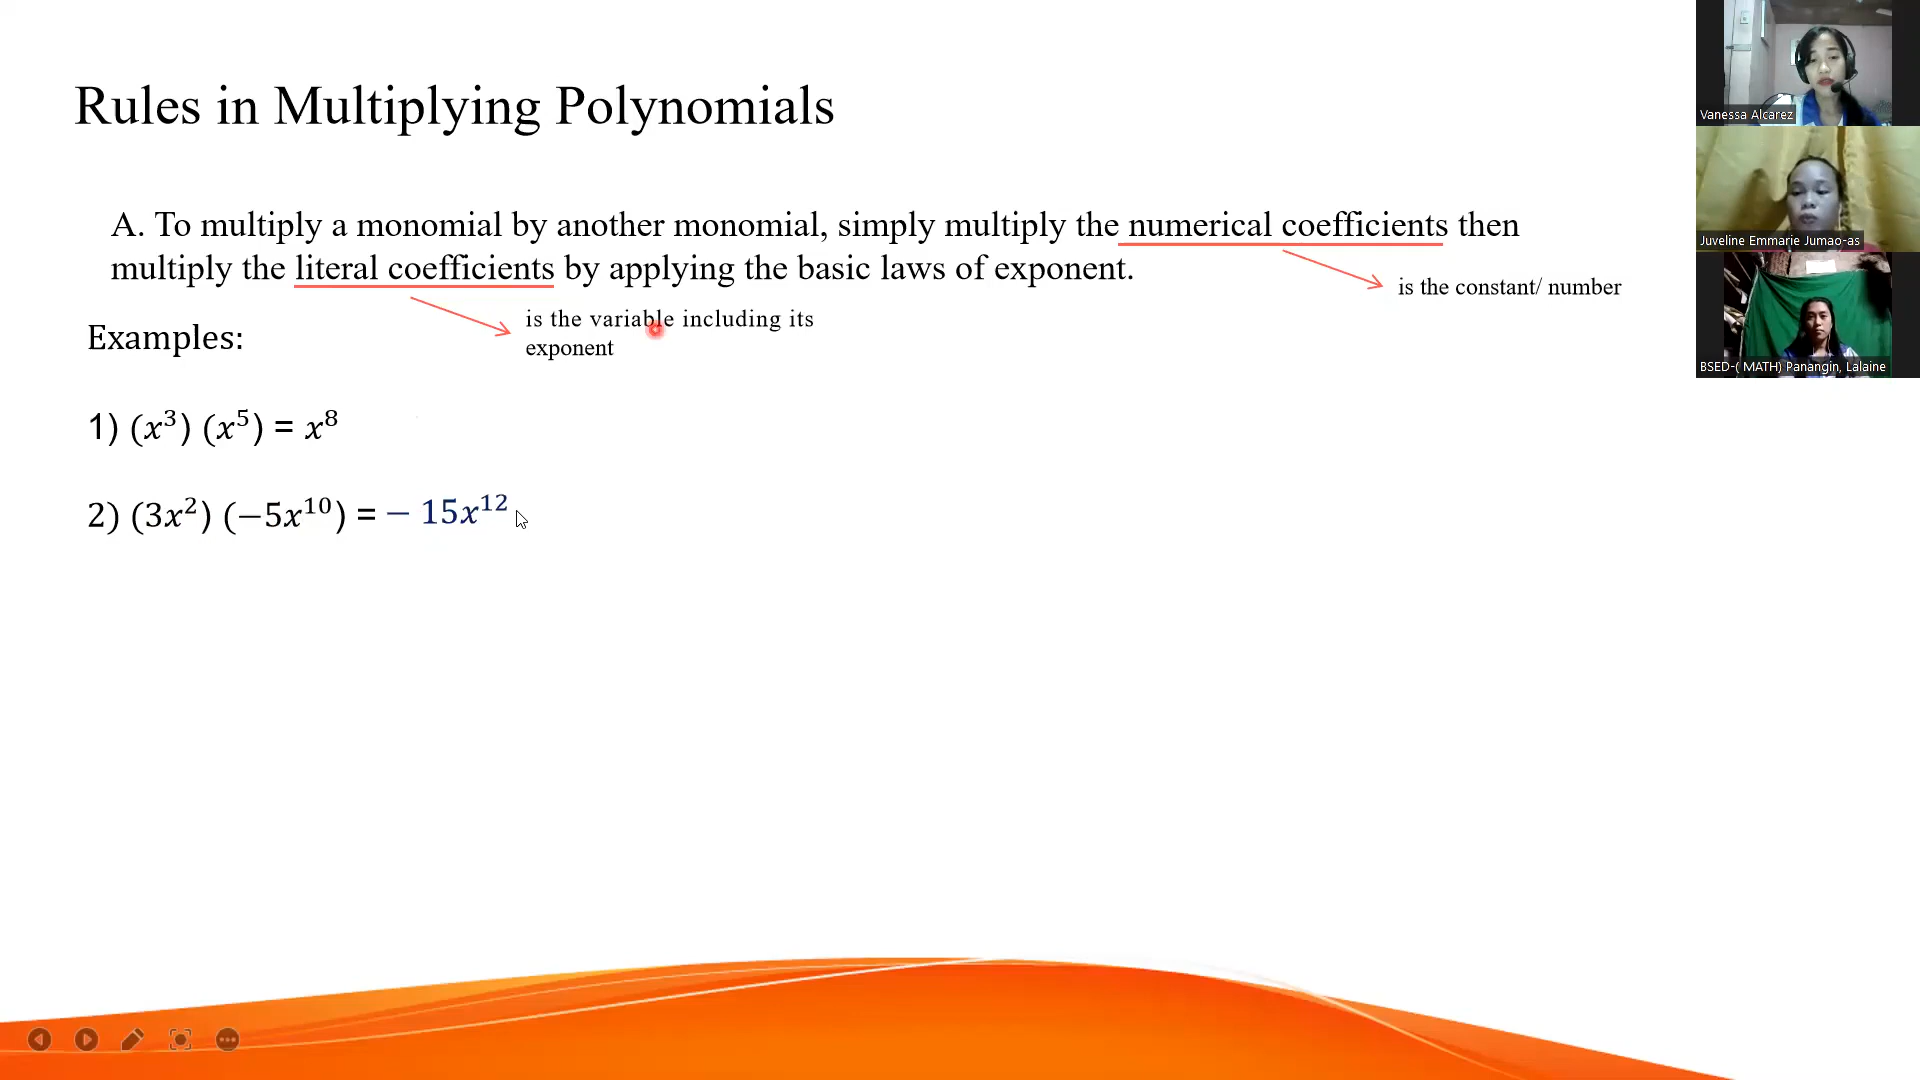 Rules in Multiplying Polynomials
A. To multiply a monomial by another monomial, simply multiply the numerical coefficients then
multiply the literal coefficients by applying the basic laws of exponent.
is the constant/ number
is the variable including its
exponent
Examples:
1) (x³) (x⁵) = x⁸
2) (3x²) (−5x¹⁰) = − 15x¹²
Vanessa Alcarez
Juveline Emmarie Jumao-as
BSED-( MATH) Panangin, Lalaine